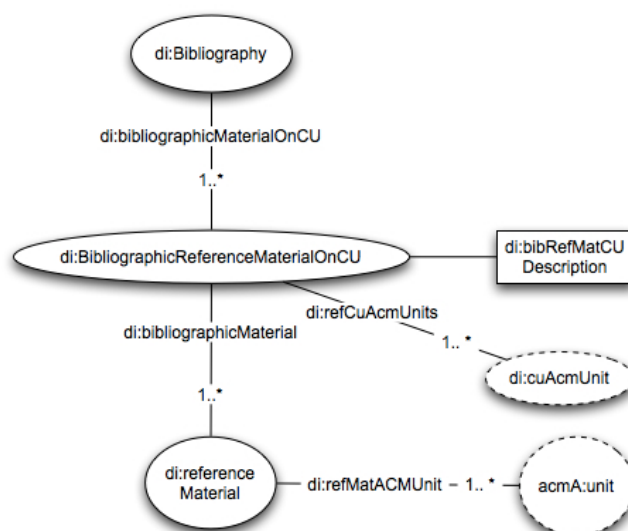 di:Bibliography
di:bibliographicMaterialOnCU
1..*
di:BibliographicReferenceMaterialOnCU
di:bibRefMatCU
Description
di:refCuAcmUnits
di:bibliographicMaterial
1.. *
di:cuAcmUnit
1..*
di:reference
Material
di:refMatACMUnit – 1.. *
acmA:unit